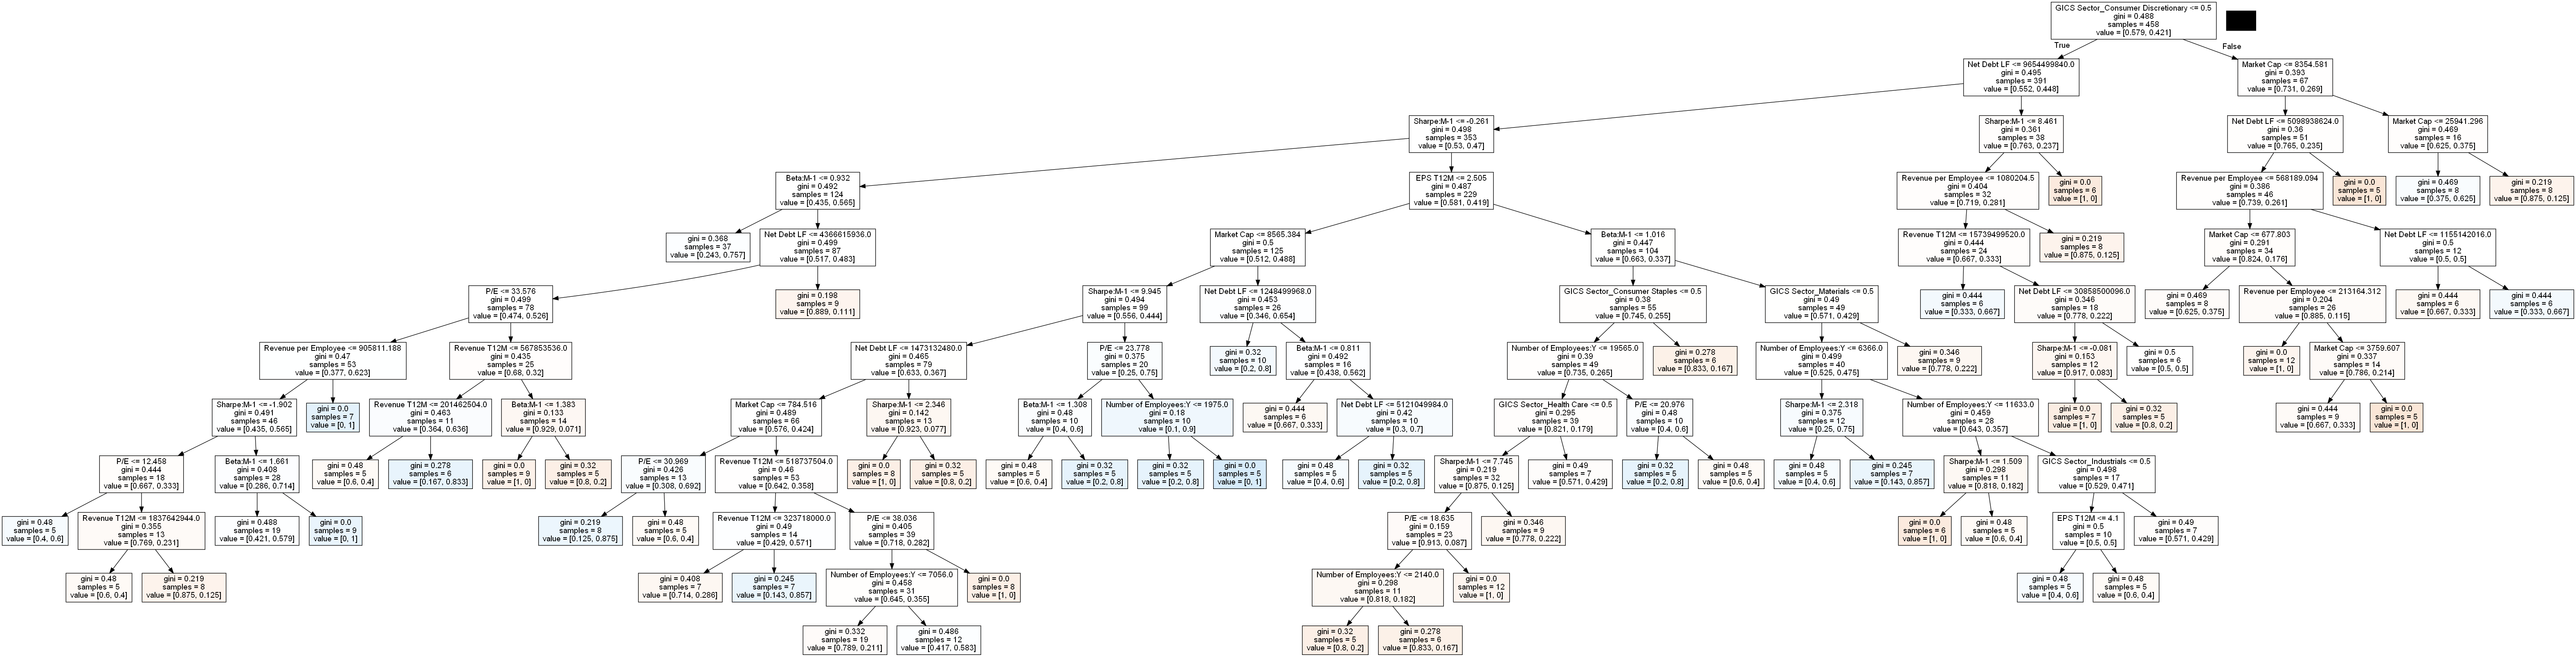 GICS Sector_Consumer Discretionary <= 0.5
gini = 0.488
samples = 458
value = [0.579, 0.421]
True
False
Net Debt LF <= 9654499840.0
gini = 0.495
samples = 391
value = [0.552, 0.448]
Market Cap <= 8354.581
gini = 0.393
samples = 67
value = [0.731, 0.269]
Sharpe:M-1 <= -0.261
gini = 0.498
samples = 353
value = [0.53, 0.47]
Sharpe:M-1 <= 8.461
gini = 0.361
samples = 38
value = [0.763, 0.237]
Net Debt LF <= 5098938624.0
gini = 0.36
samples = 51
value = [0.765, 0.235]
Market Cap <= 25941.296
gini = 0.469
samples = 16
value = [0.625, 0.375]
Beta:M-1 <= 0.932
gini = 0.492
samples = 124
value = [0.435, 0.565]
EPS T12M <= 2.505
gini = 0.487
samples = 229
value = [0.581, 0.419]
Revenue per Employee <= 1080204.5
gini = 0.404
samples = 32
value = [0.719, 0.281]
gini = 0.0
samples = 6
value = [1, 0]
Revenue per Employee <= 568189.094
gini = 0.386
samples = 46
value = [0.739, 0.261]
gini = 0.0
samples = 5
value = [1, 0]
gini = 0.469
samples = 8
value = [0.375, 0.625]
gini = 0.219
samples = 8
value = [0.875, 0.125]
gini = 0.368
samples = 37
value = [0.243, 0.757]
Net Debt LF <= 4366615936.0
gini = 0.499
samples = 87
value = [0.517, 0.483]
Market Cap <= 8565.384
gini = 0.5
samples = 125
value = [0.512, 0.488]
Beta:M-1 <= 1.016
gini = 0.447
samples = 104
value = [0.663, 0.337]
Revenue T12M <= 15739499520.0
gini = 0.444
samples = 24
value = [0.667, 0.333]
gini = 0.219
samples = 8
value = [0.875, 0.125]
Market Cap <= 677.803
gini = 0.291
samples = 34
value = [0.824, 0.176]
Net Debt LF <= 1155142016.0
gini = 0.5
samples = 12
value = [0.5, 0.5]
P/E <= 33.576
gini = 0.499
samples = 78
value = [0.474, 0.526]
gini = 0.198
samples = 9
value = [0.889, 0.111]
Sharpe:M-1 <= 9.945
gini = 0.494
samples = 99
value = [0.556, 0.444]
Net Debt LF <= 1248499968.0
gini = 0.453
samples = 26
value = [0.346, 0.654]
GICS Sector_Consumer Staples <= 0.5
gini = 0.38
samples = 55
value = [0.745, 0.255]
GICS Sector_Materials <= 0.5
gini = 0.49
samples = 49
value = [0.571, 0.429]
gini = 0.444
samples = 6
value = [0.333, 0.667]
Net Debt LF <= 30858500096.0
gini = 0.346
samples = 18
value = [0.778, 0.222]
gini = 0.469
samples = 8
value = [0.625, 0.375]
Revenue per Employee <= 213164.312
gini = 0.204
samples = 26
value = [0.885, 0.115]
gini = 0.444
samples = 6
value = [0.667, 0.333]
gini = 0.444
samples = 6
value = [0.333, 0.667]
Revenue per Employee <= 905811.188
gini = 0.47
samples = 53
value = [0.377, 0.623]
Revenue T12M <= 567853536.0
gini = 0.435
samples = 25
value = [0.68, 0.32]
Net Debt LF <= 1473132480.0
gini = 0.465
samples = 79
value = [0.633, 0.367]
P/E <= 23.778
gini = 0.375
samples = 20
value = [0.25, 0.75]
gini = 0.32
samples = 10
value = [0.2, 0.8]
Beta:M-1 <= 0.811
gini = 0.492
samples = 16
value = [0.438, 0.562]
Number of Employees:Y <= 19565.0
gini = 0.39
samples = 49
value = [0.735, 0.265]
gini = 0.278
samples = 6
value = [0.833, 0.167]
Number of Employees:Y <= 6366.0
gini = 0.499
samples = 40
value = [0.525, 0.475]
gini = 0.346
samples = 9
value = [0.778, 0.222]
Sharpe:M-1 <= -0.081
gini = 0.153
samples = 12
value = [0.917, 0.083]
gini = 0.5
samples = 6
value = [0.5, 0.5]
gini = 0.0
samples = 12
value = [1, 0]
Market Cap <= 3759.607
gini = 0.337
samples = 14
value = [0.786, 0.214]
Sharpe:M-1 <= -1.902
gini = 0.491
samples = 46
value = [0.435, 0.565]
gini = 0.0
samples = 7
value = [0, 1]
Revenue T12M <= 201462504.0
gini = 0.463
samples = 11
value = [0.364, 0.636]
Beta:M-1 <= 1.383
gini = 0.133
samples = 14
value = [0.929, 0.071]
Market Cap <= 784.516
gini = 0.489
samples = 66
value = [0.576, 0.424]
Sharpe:M-1 <= 2.346
gini = 0.142
samples = 13
value = [0.923, 0.077]
Beta:M-1 <= 1.308
gini = 0.48
samples = 10
value = [0.4, 0.6]
Number of Employees:Y <= 1975.0
gini = 0.18
samples = 10
value = [0.1, 0.9]
gini = 0.444
samples = 6
value = [0.667, 0.333]
Net Debt LF <= 5121049984.0
gini = 0.42
samples = 10
value = [0.3, 0.7]
GICS Sector_Health Care <= 0.5
gini = 0.295
samples = 39
value = [0.821, 0.179]
P/E <= 20.976
gini = 0.48
samples = 10
value = [0.4, 0.6]
Sharpe:M-1 <= 2.318
gini = 0.375
samples = 12
value = [0.25, 0.75]
Number of Employees:Y <= 11633.0
gini = 0.459
samples = 28
value = [0.643, 0.357]
gini = 0.0
samples = 7
value = [1, 0]
gini = 0.32
samples = 5
value = [0.8, 0.2]
gini = 0.444
samples = 9
value = [0.667, 0.333]
gini = 0.0
samples = 5
value = [1, 0]
P/E <= 12.458
gini = 0.444
samples = 18
value = [0.667, 0.333]
Beta:M-1 <= 1.661
gini = 0.408
samples = 28
value = [0.286, 0.714]
gini = 0.48
samples = 5
value = [0.6, 0.4]
gini = 0.278
samples = 6
value = [0.167, 0.833]
gini = 0.0
samples = 9
value = [1, 0]
gini = 0.32
samples = 5
value = [0.8, 0.2]
P/E <= 30.969
gini = 0.426
samples = 13
value = [0.308, 0.692]
Revenue T12M <= 518737504.0
gini = 0.46
samples = 53
value = [0.642, 0.358]
gini = 0.0
samples = 8
value = [1, 0]
gini = 0.32
samples = 5
value = [0.8, 0.2]
gini = 0.48
samples = 5
value = [0.6, 0.4]
gini = 0.32
samples = 5
value = [0.2, 0.8]
gini = 0.32
samples = 5
value = [0.2, 0.8]
gini = 0.0
samples = 5
value = [0, 1]
gini = 0.48
samples = 5
value = [0.4, 0.6]
gini = 0.32
samples = 5
value = [0.2, 0.8]
Sharpe:M-1 <= 7.745
gini = 0.219
samples = 32
value = [0.875, 0.125]
gini = 0.49
samples = 7
value = [0.571, 0.429]
gini = 0.32
samples = 5
value = [0.2, 0.8]
gini = 0.48
samples = 5
value = [0.6, 0.4]
gini = 0.48
samples = 5
value = [0.4, 0.6]
gini = 0.245
samples = 7
value = [0.143, 0.857]
Sharpe:M-1 <= 1.509
gini = 0.298
samples = 11
value = [0.818, 0.182]
GICS Sector_Industrials <= 0.5
gini = 0.498
samples = 17
value = [0.529, 0.471]
gini = 0.48
samples = 5
value = [0.4, 0.6]
Revenue T12M <= 1837642944.0
gini = 0.355
samples = 13
value = [0.769, 0.231]
gini = 0.488
samples = 19
value = [0.421, 0.579]
gini = 0.0
samples = 9
value = [0, 1]
gini = 0.219
samples = 8
value = [0.125, 0.875]
gini = 0.48
samples = 5
value = [0.6, 0.4]
Revenue T12M <= 323718000.0
gini = 0.49
samples = 14
value = [0.429, 0.571]
P/E <= 38.036
gini = 0.405
samples = 39
value = [0.718, 0.282]
P/E <= 18.635
gini = 0.159
samples = 23
value = [0.913, 0.087]
gini = 0.346
samples = 9
value = [0.778, 0.222]
gini = 0.0
samples = 6
value = [1, 0]
gini = 0.48
samples = 5
value = [0.6, 0.4]
EPS T12M <= 4.1
gini = 0.5
samples = 10
value = [0.5, 0.5]
gini = 0.49
samples = 7
value = [0.571, 0.429]
gini = 0.48
samples = 5
value = [0.6, 0.4]
gini = 0.219
samples = 8
value = [0.875, 0.125]
gini = 0.408
samples = 7
value = [0.714, 0.286]
gini = 0.245
samples = 7
value = [0.143, 0.857]
Number of Employees:Y <= 7056.0
gini = 0.458
samples = 31
value = [0.645, 0.355]
gini = 0.0
samples = 8
value = [1, 0]
Number of Employees:Y <= 2140.0
gini = 0.298
samples = 11
value = [0.818, 0.182]
gini = 0.0
samples = 12
value = [1, 0]
gini = 0.48
samples = 5
value = [0.4, 0.6]
gini = 0.48
samples = 5
value = [0.6, 0.4]
gini = 0.332
samples = 19
value = [0.789, 0.211]
gini = 0.486
samples = 12
value = [0.417, 0.583]
gini = 0.32
samples = 5
value = [0.8, 0.2]
gini = 0.278
samples = 6
value = [0.833, 0.167]